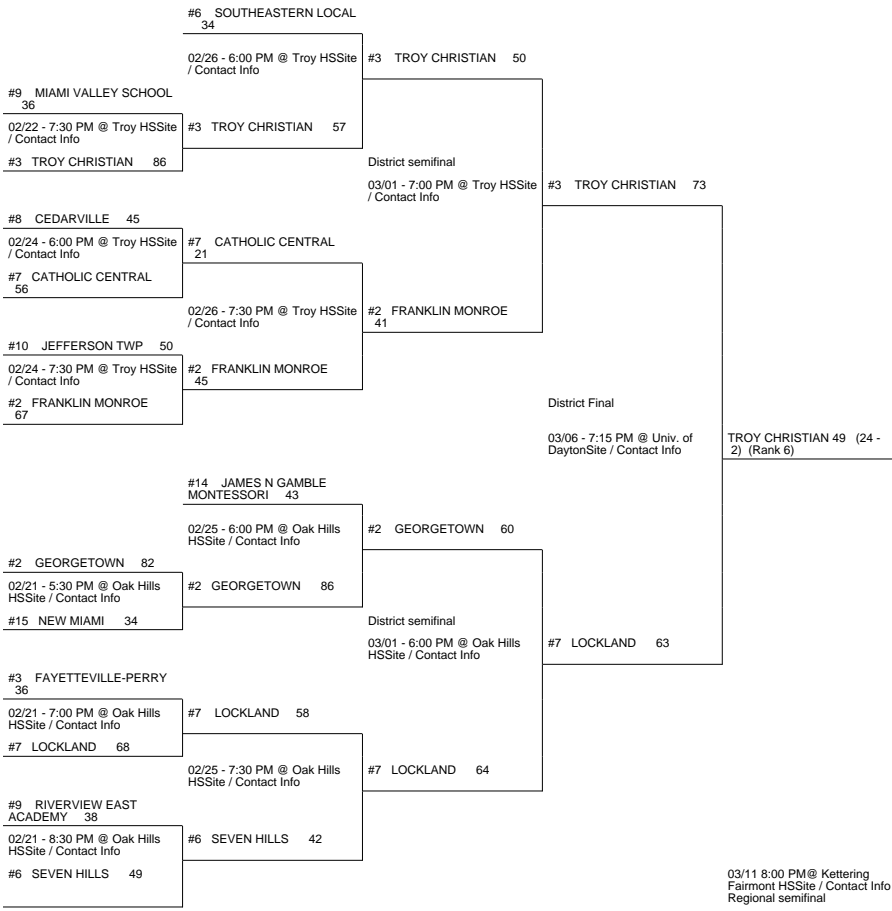 #6 SOUTHEASTERN LOCAL
34
02/26 - 6:00 PM @ Troy HSSite
/ Contact Info
#3 TROY CHRISTIAN 50
#9 MIAMI VALLEY SCHOOL
36
02/22 - 7:30 PM @ Troy HSSite
/ Contact Info
#3 TROY CHRISTIAN 57
#3 TROY CHRISTIAN 86
District semifinal
03/01 - 7:00 PM @ Troy HSSite
/ Contact Info
#3 TROY CHRISTIAN 73
#8 CEDARVILLE 45
02/24 - 6:00 PM @ Troy HSSite
/ Contact Info
#7 CATHOLIC CENTRAL
21
#7 CATHOLIC CENTRAL
56
02/26 - 7:30 PM @ Troy HSSite
/ Contact Info
#2 FRANKLIN MONROE
41
#10 JEFFERSON TWP 50
02/24 - 7:30 PM @ Troy HSSite
/ Contact Info
#2 FRANKLIN MONROE
45
#2 FRANKLIN MONROE
67
District Final
03/06 - 7:15 PM @ Univ. of
DaytonSite / Contact Info
TROY CHRISTIAN 49 (24 -
2) (Rank 6)
#14 JAMES N GAMBLE
MONTESSORI 43
02/25 - 6:00 PM @ Oak Hills
HSSite / Contact Info
#2 GEORGETOWN 60
#2 GEORGETOWN 82
02/21 - 5:30 PM @ Oak Hills
HSSite / Contact Info
#2 GEORGETOWN 86
#15 NEW MIAMI 34
District semifinal
03/01 - 6:00 PM @ Oak Hills
HSSite / Contact Info
#7 LOCKLAND 63
#3 FAYETTEVILLE-PERRY
36
02/21 - 7:00 PM @ Oak Hills
HSSite / Contact Info
#7 LOCKLAND 58
#7 LOCKLAND 68
02/25 - 7:30 PM @ Oak Hills
HSSite / Contact Info
#7 LOCKLAND 64
#9 RIVERVIEW EAST
ACADEMY 38
02/21 - 8:30 PM @ Oak Hills
HSSite / Contact Info
#6 SEVEN HILLS 42
#6 SEVEN HILLS 49
03/11 8:00 PM@ Kettering
Fairmont HSSite / Contact Info
Regional semifinal